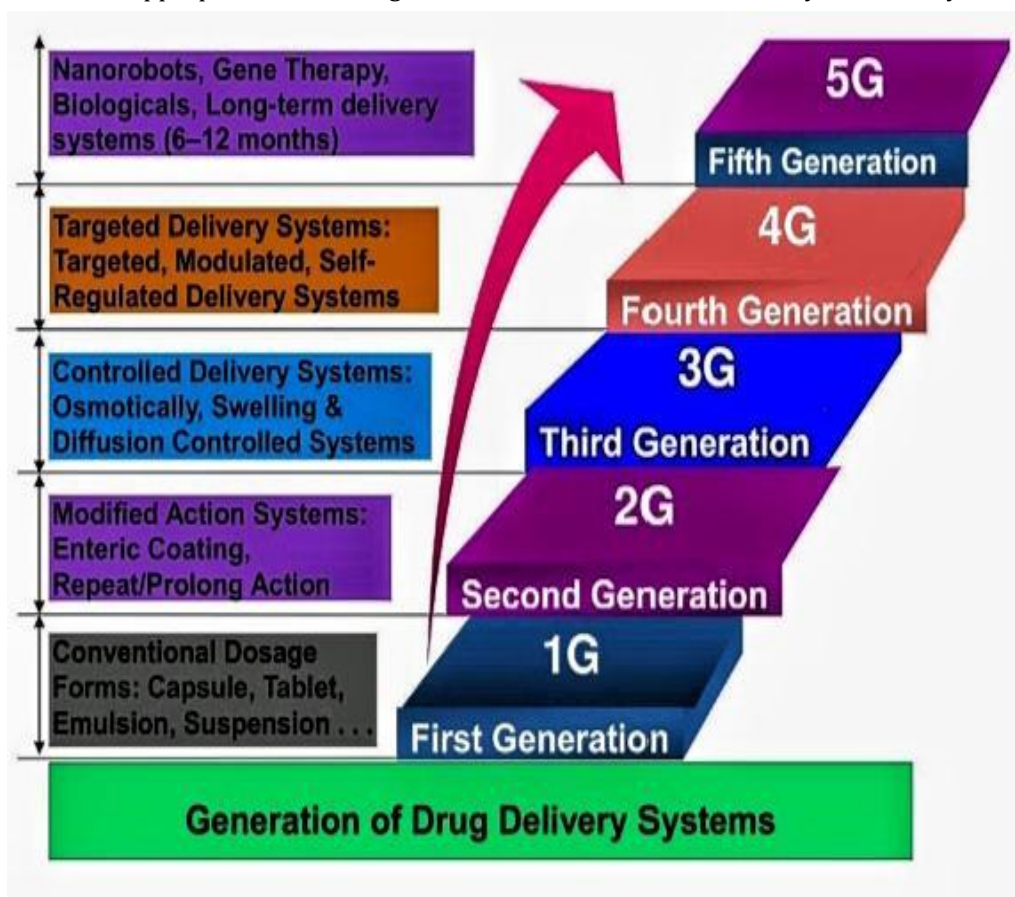 Nanorobots, Gene Therapy,
Biologicals, Long-term delivery
systems (6–12 months)
5G
Fifth Generation
Targeted Delivery Systems:
Targeted, Modulated, Self-
Regulated Delivery Systems
4G
Fourth Generation
Controlled Delivery Systems:
Osmotically, Swelling &
Diffusion Controlled Systems
3G
Third Generation
Modified Action Systems:
Enteric Coating,
Repeat/Prolong Action
2G
Second Generation
Conventional Dosage
Forms: Capsule, Tablet,
Emulsion, Suspension . . .
1G
First Generation
Generation of Drug Delivery Systems